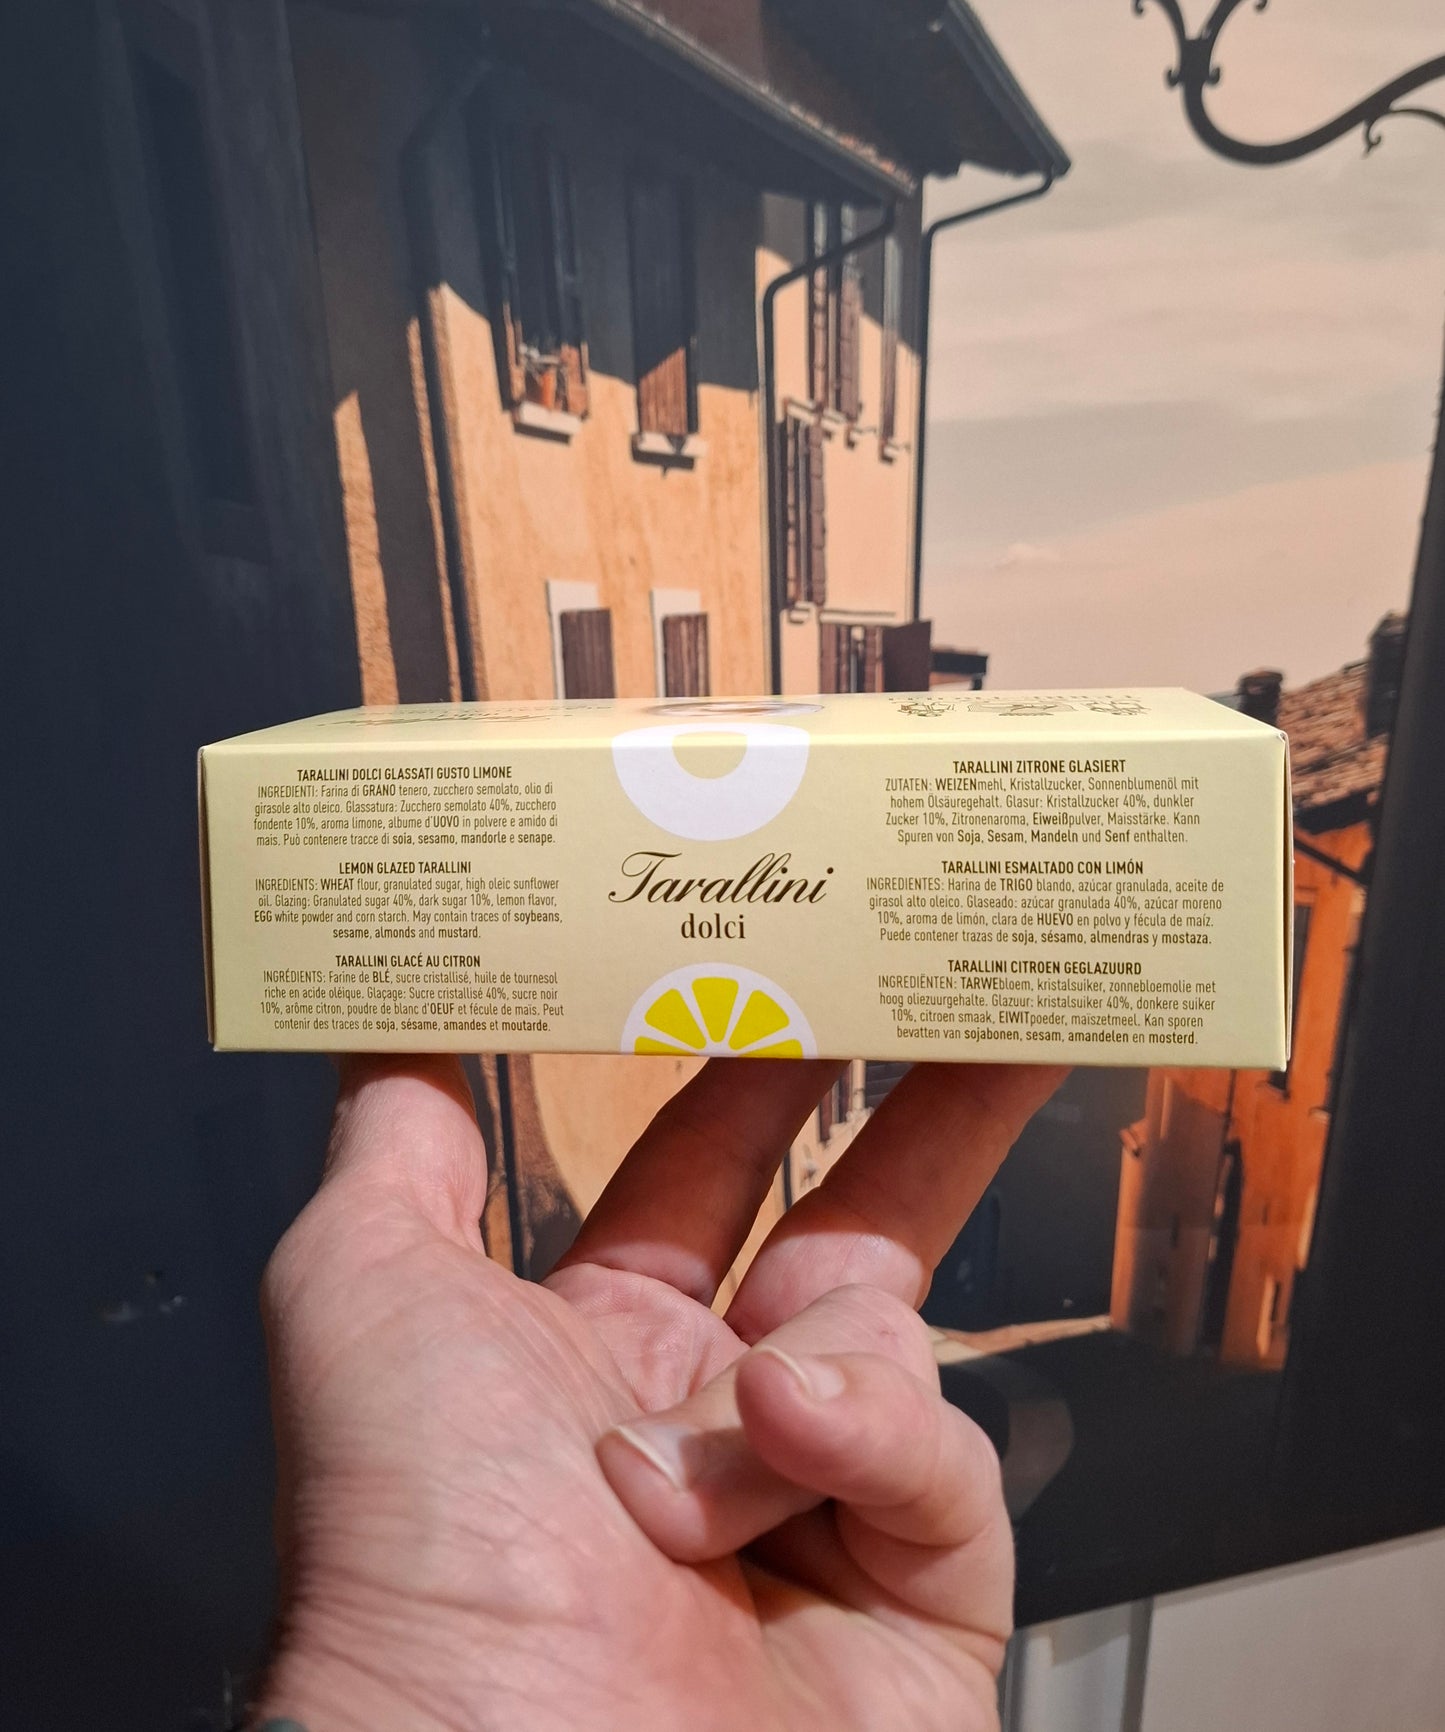 TARALLINI DOLCI GLASSATI GUSTO LIMONE
INGREDIENTI: Farina di GRANO tenero, zucchero semolato, olio di
girasole alto oleico. Glassatura: Zucchero semolato 40%, zucchero
fondente 10%, aroma limone, albume d'UOVO in polvere e amido di
mais. Può contenere tracce di soia, sesamo, mandorle e senape.
LEMON GLAZED TARALLINI
INGREDIENTS: WHEAT flour, granulated sugar, high oleic sunflower
oil. Glazing: Granulated sugar 40%, dark sugar 10%, lemon flavor,
EGG white powder and corn starch. May contain traces of soybeans,
sesame, almonds and mustard.
TARALLINI GLACÉ AU CITRON
INGRÉDIENTS: Farine de BLÉ, sucre cristallisé, huile de tournesol
riche en acide oléique. Glaçage: Sucre cristallisé 40%, sucre noir
10%, arôme citron, poudre de blanc d'OEUF et fécule de maïs. Peut
contenir des traces de soja, sésame, amandes et moutarde.
Tarallini
dolci
TARALLINI ZITRONE GLASIERT
ZUTATEN: WEIZENmehl, Kristallzucker, Sonnenblumenöl mit
hohem Ölsäuregehalt. Glasur: Kristallzucker 40%, dunkler
Zucker 10%, Zitronenaroma, Eiweißpulver, Maisstärke. Kann
Spuren von Soja, Sesam, Mandeln und Senf enthalten.
TARALLINI ESMALTADO CON LIMÓN
INGREDIENTES: Harina de TRIGO blando, azúcar granulada, aceite de
girasol alto oleico. Glaseado: azúcar granulada 40%, azúcar moreno
10%, aroma de limón, clara de HUEVO en polvo y fécula de maíz.
Puede contener trazas de soja, sésamo, almendras y mostaza.
TARALLINI CITROEN GEGLAZUURD
INGREDIËNTEN: TARWEbloem, kristalsuiker, zonnebloemolie met
hoog oliezuurgehalte. Glazuur: kristalsuiker 40%, donkere suiker
10%, citroen smaak, EIWITpoeder, maïszetmeel. Kan sporen
bevatten van sojabonen, sesam, amandelen en mosterd.